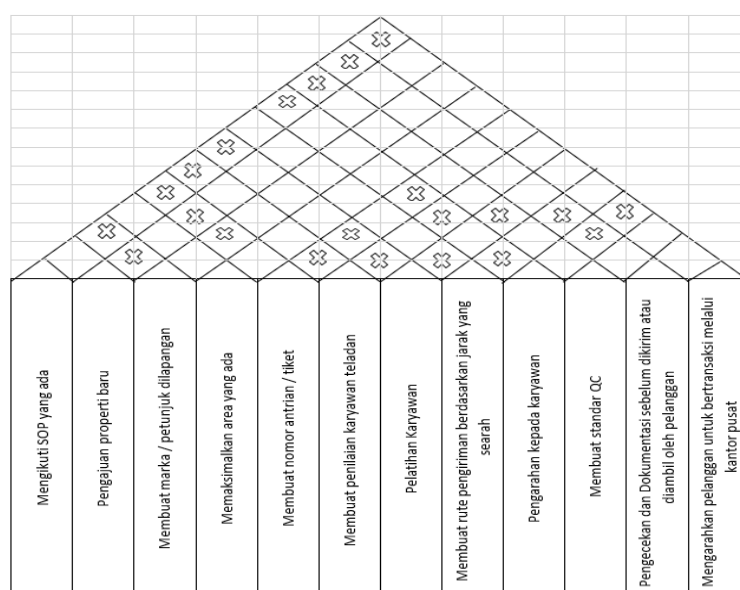 Mengikuti SOP yang ada
Pengajuan properti baru
Membuat marka / petunjuk dilapangan
Memaksimalkan area yang ada
Membuat nomor antrian / tiket
Membuat penilaian karyawan teladan
Pelatihan Karyawan
Membuat rute pengiriman berdasarkan jarak yang
searah
Pengarahan kepada karyawan
Membuat standar QC
Pengecekan dan Dokumentasi sebelum dikirim atau
diambil oleh pelanggan
Mengarahkan pelanggan untuk bertransaksi melalui
kantor pusat